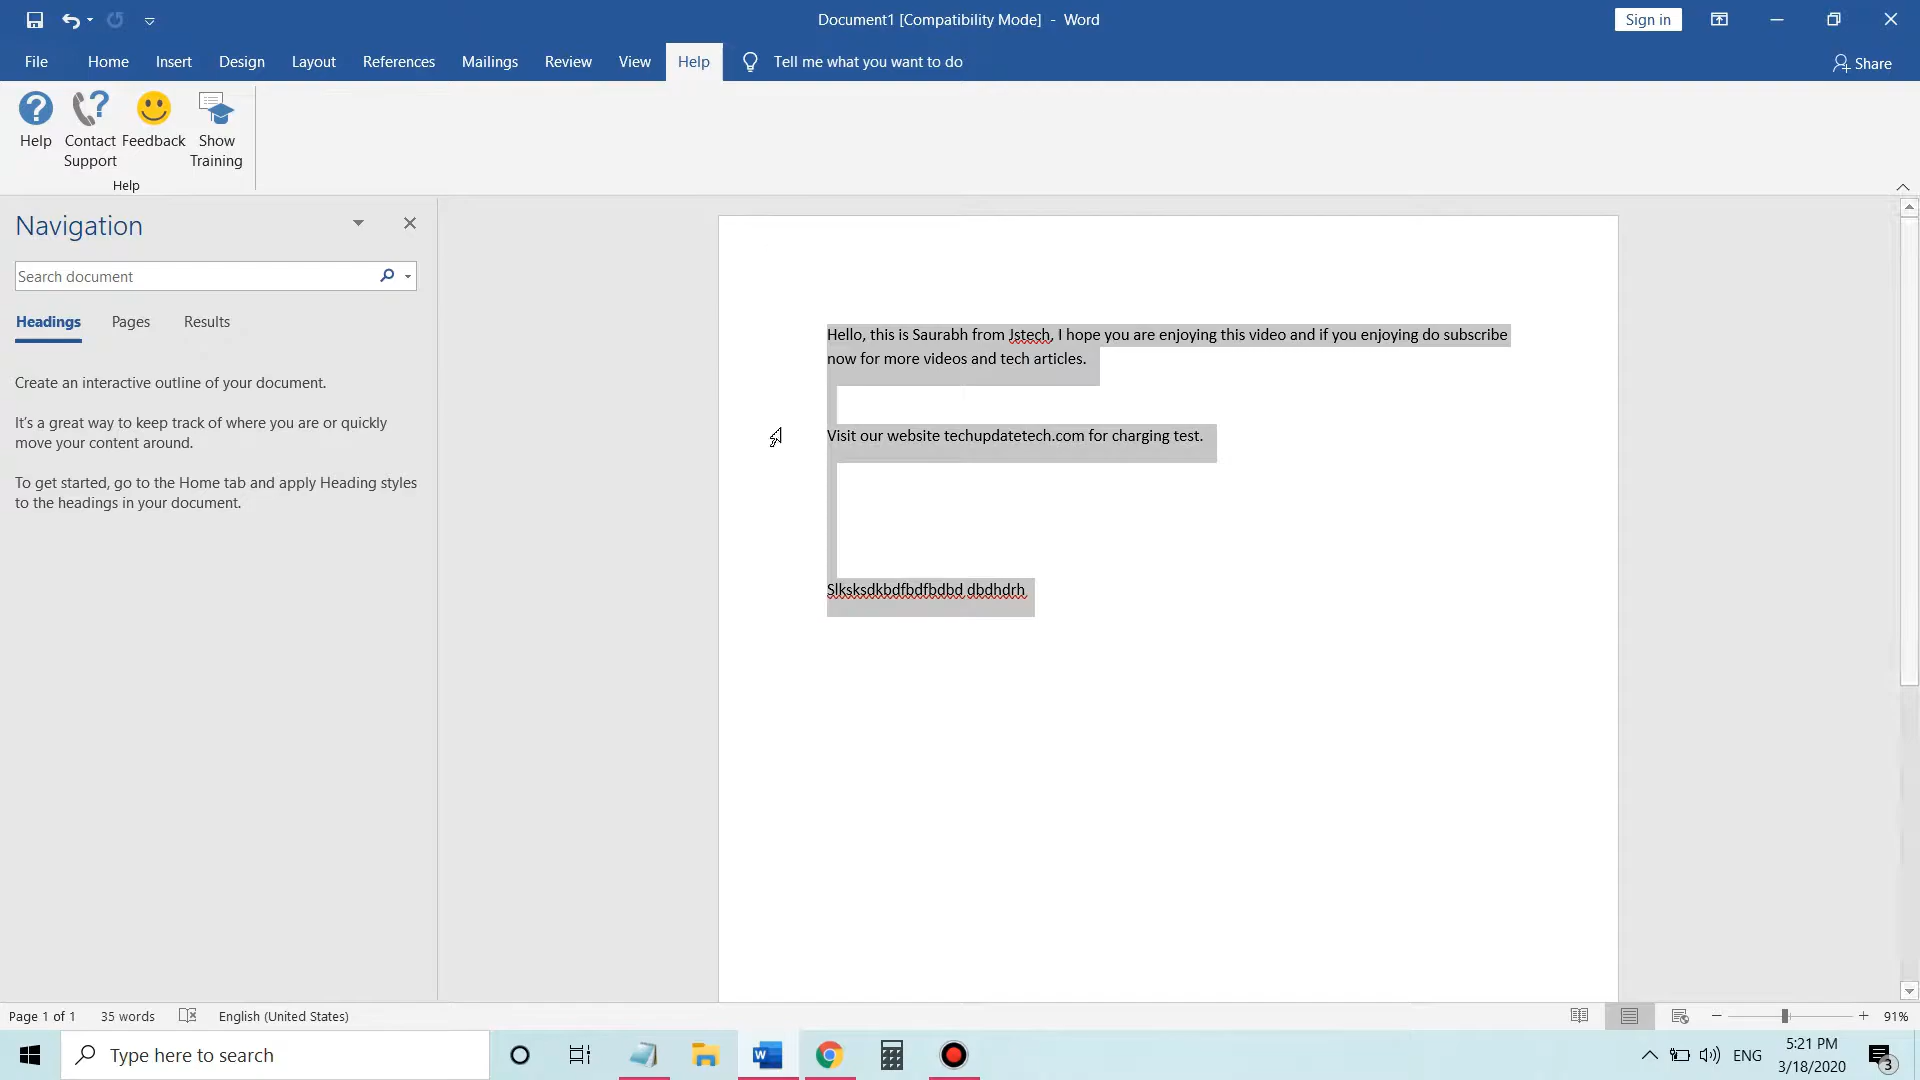 Document1 [Compatibility Mode] - Word
Sign in
File Home Insert Design Layout References Mailings Review View Help Tell me what you want to do
Share
Help Contact Support Feedback Show Training
Help
Navigation
Search document
Headings Pages Results
Create an interactive outline of your document.
It's a great way to keep track of where you are or quickly
move your content around.
To get started, go to the Home tab and apply Heading styles
to the headings in your document.
Hello, this is Saurabh from Jstech, I hope you are enjoying this video and if you enjoying do subscribe
now for more videos and tech articles.
Visit our website techupdatetech.com for charging test.
Slksksdkbdfbdfbdbd dbdhdrh
Page 1 of 1 35 words English (United States)
91%
Type here to search
ENG
5:21 PM
3/18/2020
3